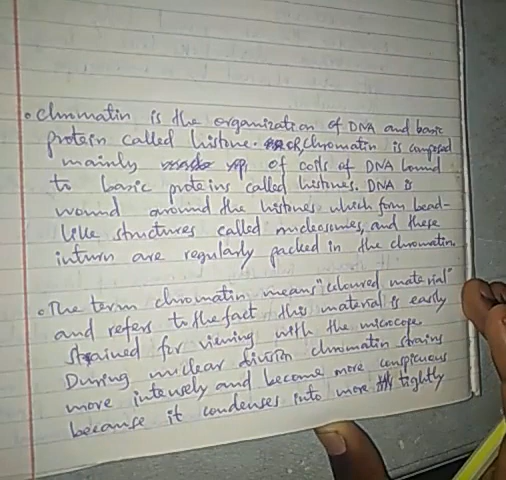 • Chromatin is the organization of DNA and basic
protein called histone. OR, chromatin is composed
mainly of coils of DNA bound
to basic proteins called histones. DNA is
wound around the histones which form bead-
like structures called nucleosomes, and these
inturn are regularly packed in the chromatin.
• The term chromatin means "coloured material"
and refers to the fact this material is easily
stained for viewing with the microcope.
During nuclear division chromatin strains
more intensely and become more conspicuous
because it condenses into more tightly